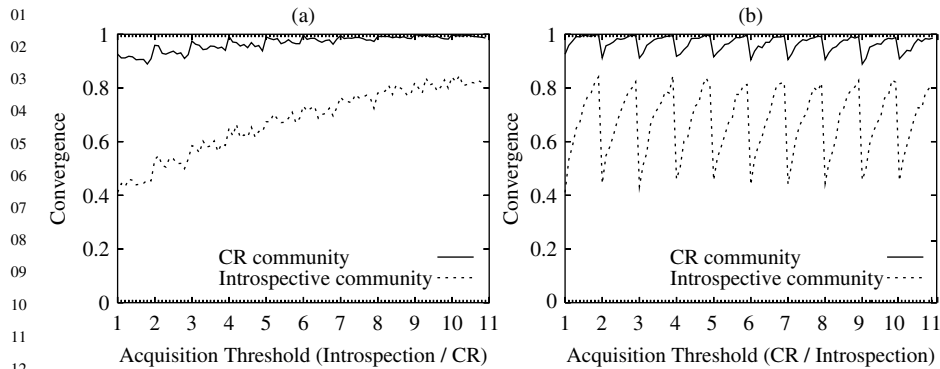 01
02
03
04
05
06
07
08
09
10
11
12
(a)
Convergence
1
0.8
0.6
0.4
0.2
0
CR community
Introspective community
1 2 3 4 5 6 7 8 9 10 11
Acquisition Threshold (Introspection / CR)
(b)
Convergence
1
0.8
0.6
0.4
0.2
0
CR community
Introspective community
1 2 3 4 5 6 7 8 9 10 11
Acquisition Threshold (CR / Introspection)